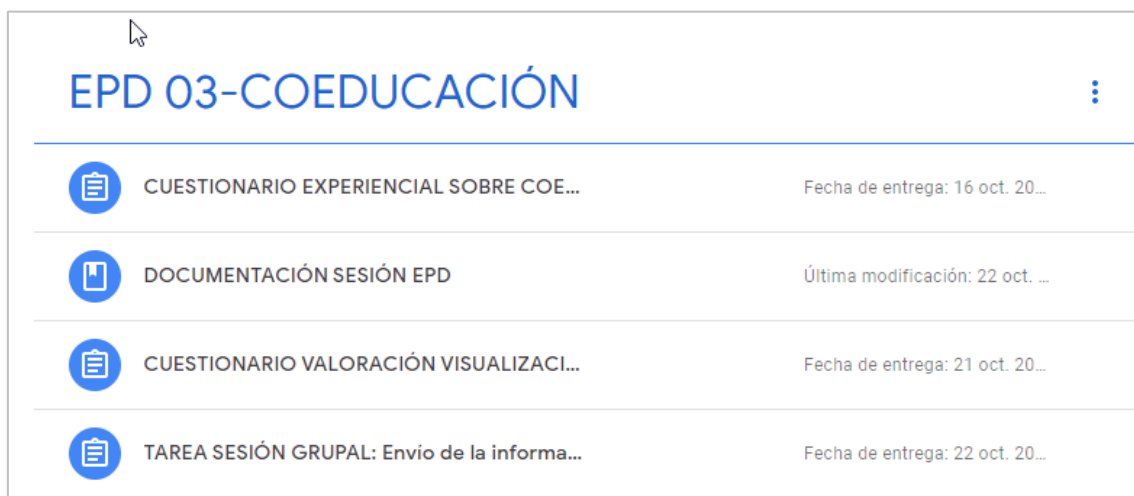 EPD 03-COEDUCACIÓN
CUESTIONARIO EXPERIENCIAL SOBRE COE...
Fecha de entrega: 16 oct. 20...
DOCUMENTACIÓN SESIÓN EPD
Última modificación: 22 oct. ...
CUESTIONARIO VALORACIÓN VISUALIZACI...
Fecha de entrega: 21 oct. 20...
TAREA SESIÓN GRUPAL: Envío de la informa...
Fecha de entrega: 22 oct. 20...